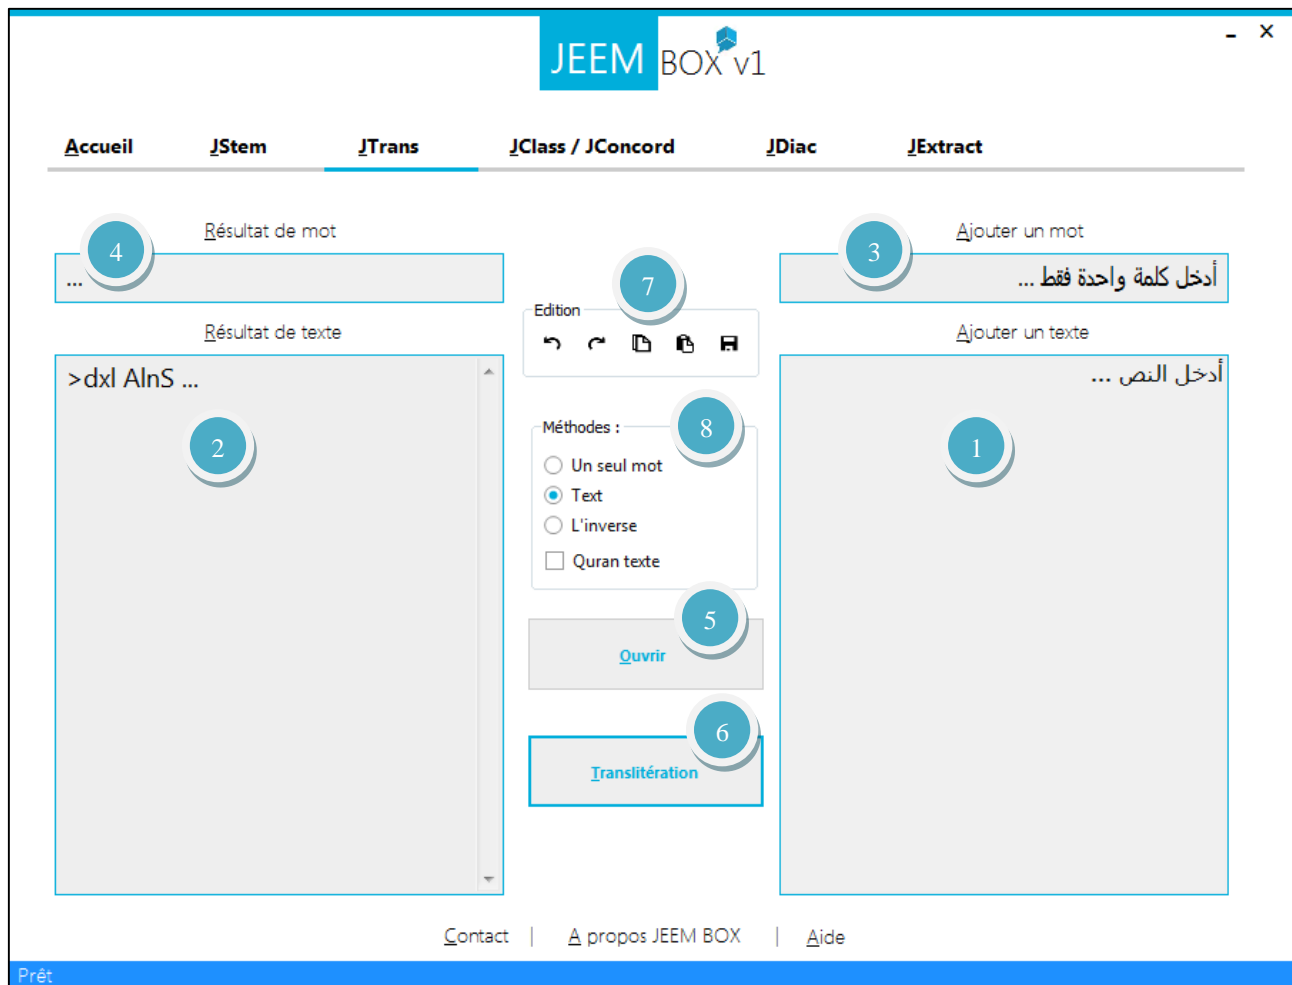 JEEM BOX v1
Accueil JStem JTrans JClass / JConcord JDiac JExtract
Résultat de mot
Ajouter un mot
4
3
...
أدخل كلمة واحدة فقط ...
7
Edition
Résultat de texte
Ajouter un texte
>dxl AlnS ...
أدخل النص ...
2
1
8
Méthodes :
Un seul mot
Text
L'inverse
Quran texte
5
Ouvrir
6
Translitération
Contact | A propos JEEM BOX | Aide
Prêt